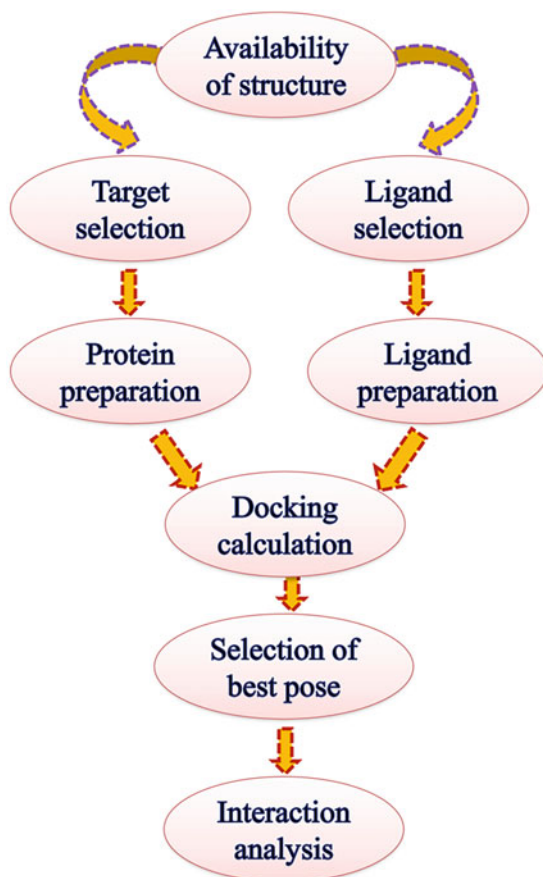 Availability
of structure
Target
selection
Ligand
selection
Protein
preparation
Ligand
preparation
Docking
calculation
Selection of
best pose
Interaction
analysis